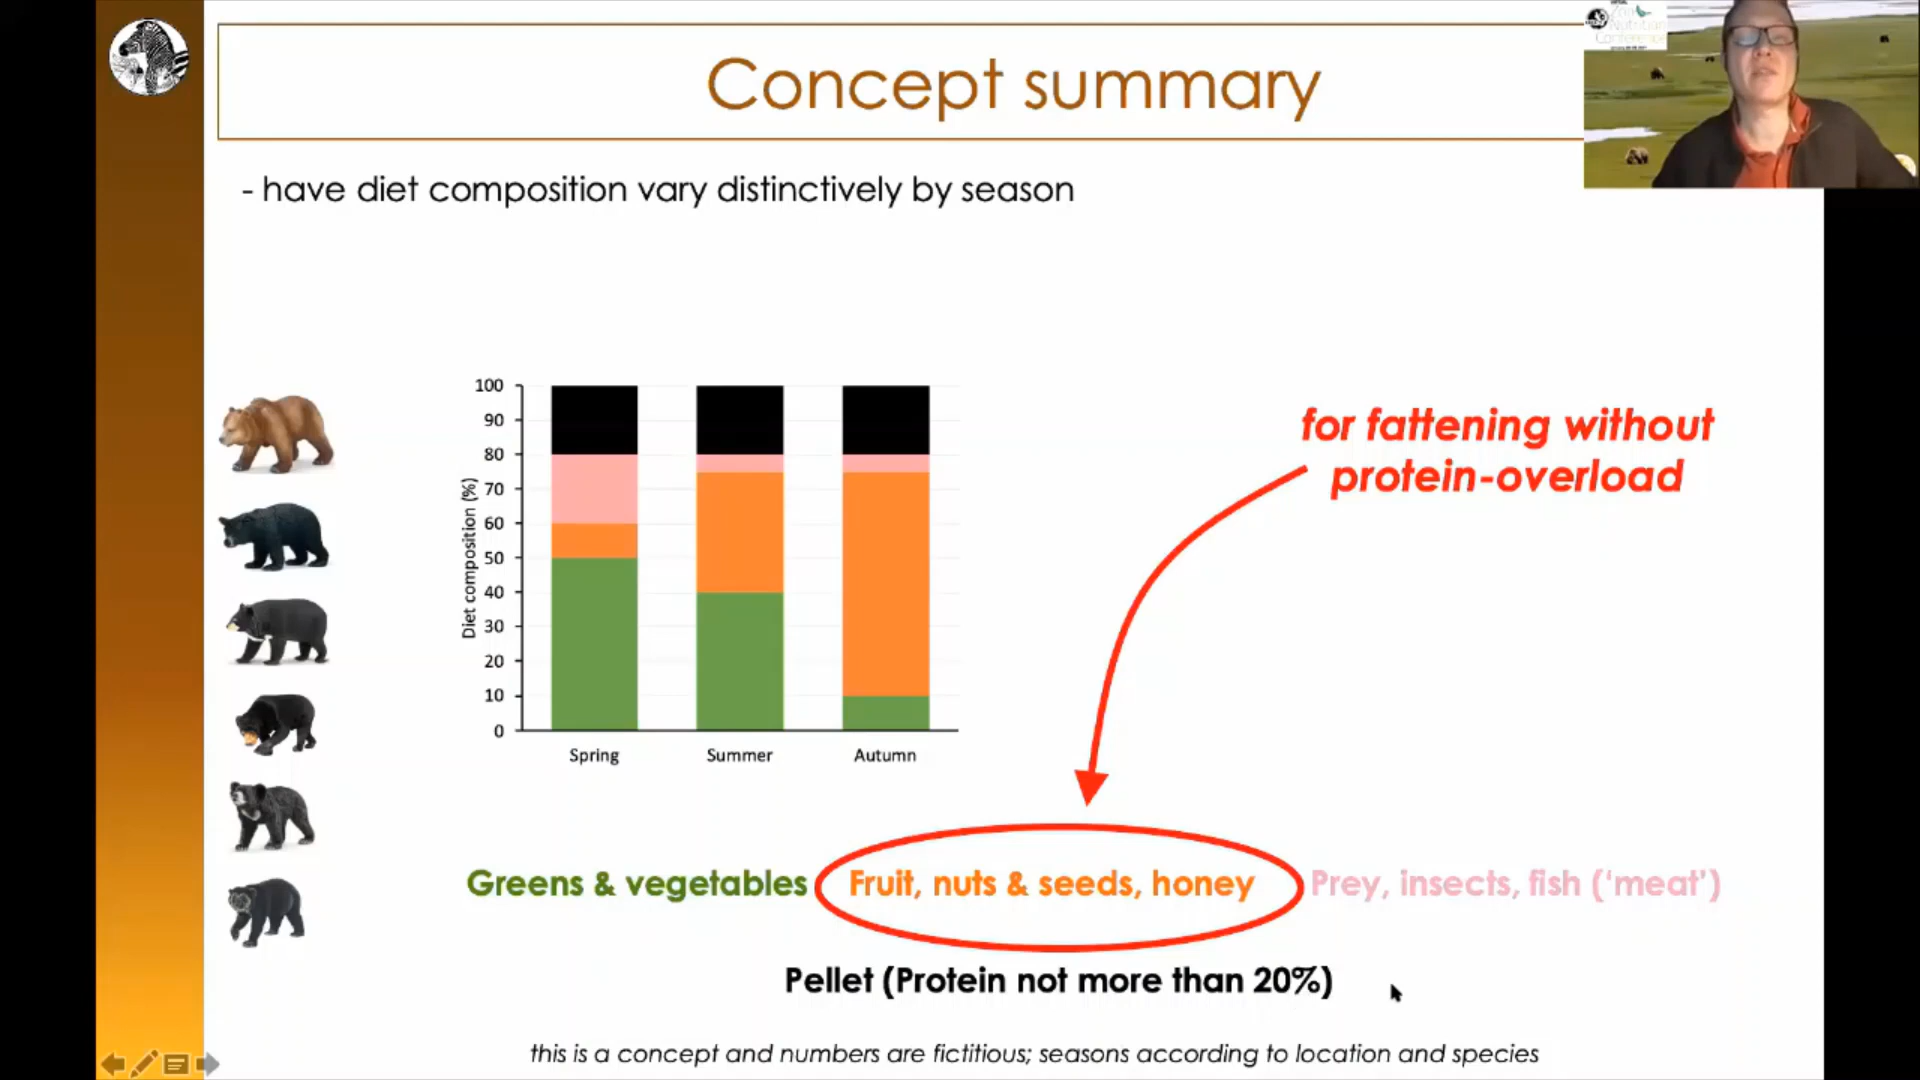 Concept summary
- have diet composition vary distinctively by season
Zoo
Nutrition
Conference
100
90
80
70
60
50
40
30
20
10
0
Diet composition (%)
Spring Summer Autumn
for fattening without
protein-overload
Greens & vegetables Fruit, nuts & seeds, honey Prey, insects, fish (‘meat’)
Pellet (Protein not more than 20%)
this is a concept and numbers are fictitious; seasons according to location and species